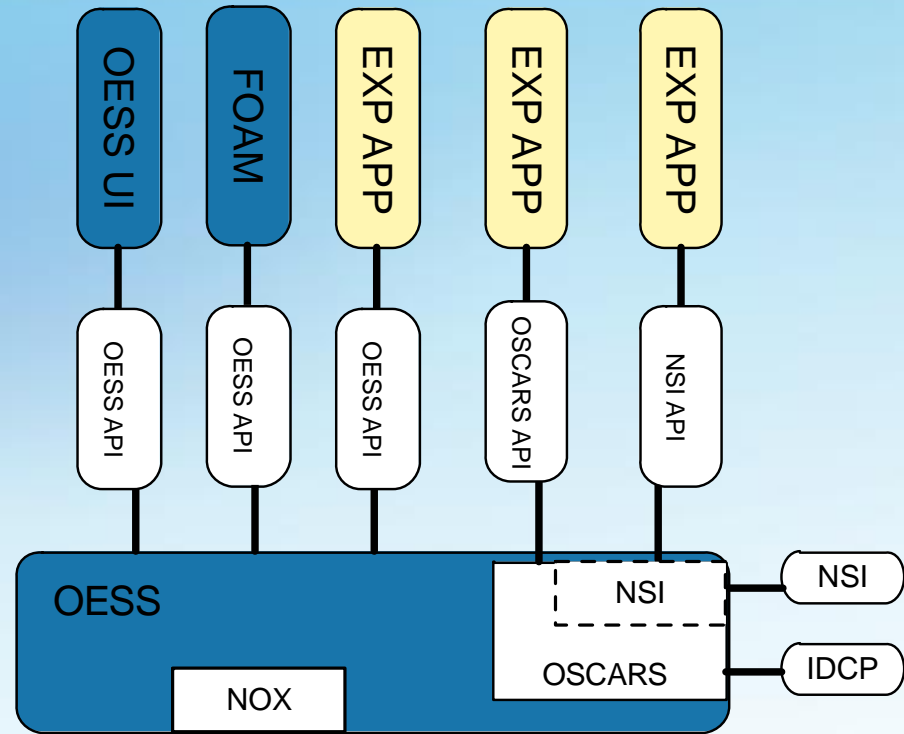 OESS UI
FOAM
EXP APP
EXP APP
EXP APP
OESS API
OESS API
OESS API
OSCARS API
NSI API
OESS
NSI
NSI
OSCARS
IDCP
NOX